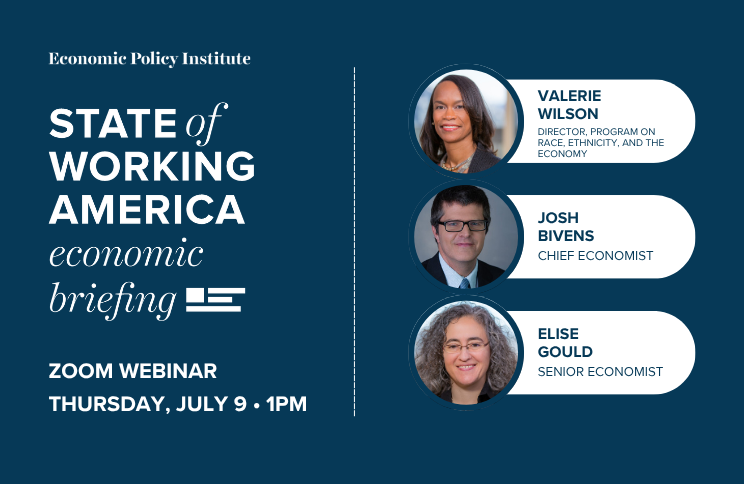 Economic Policy Institute
STATE of
WORKING
AMERICA
economic
briefing
ZOOM WEBINAR
THURSDAY, JULY 9 • 1PM
VALERIE
WILSON
DIRECTOR, PROGRAM ON
RACE, ETHNICITY, AND THE
ECONOMY
JOSH
BIVENS
CHIEF ECONOMIST
ELISE
GOULD
SENIOR ECONOMIST